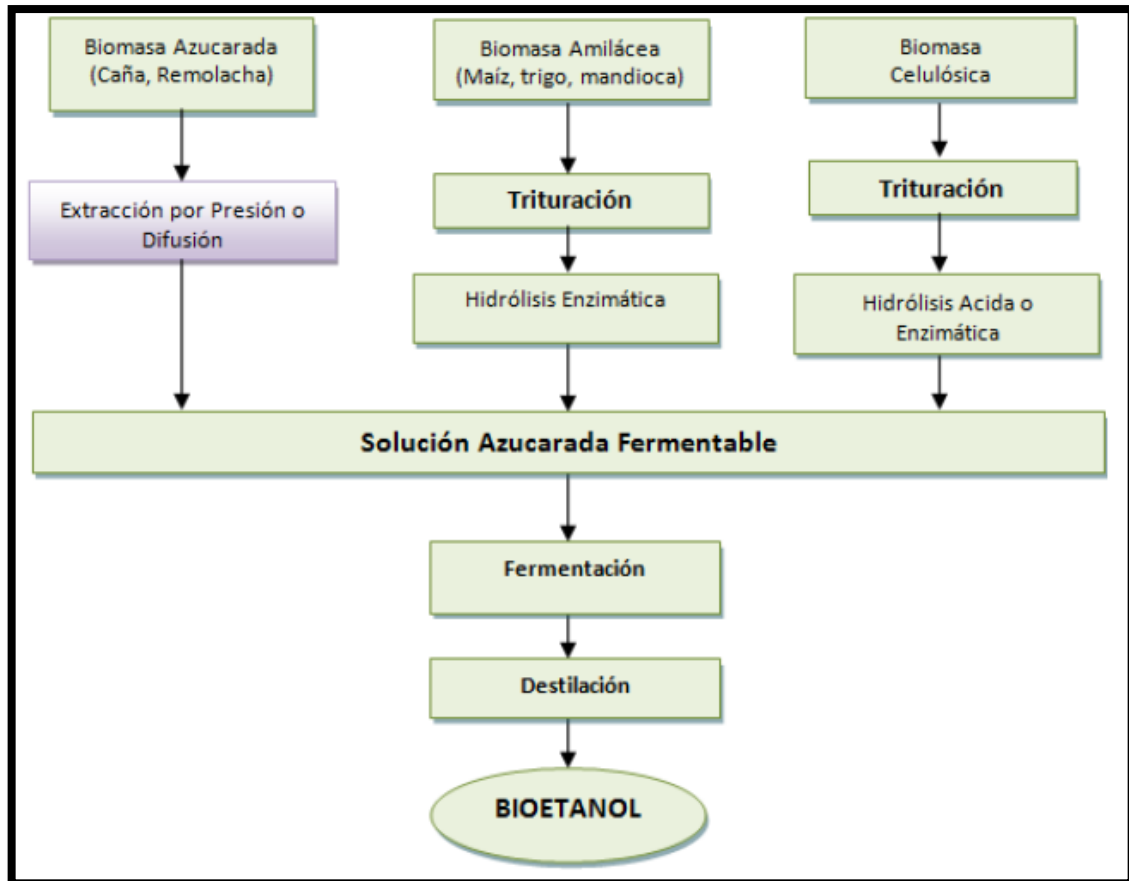 Biomasa Azucarada
(Caña, Remolacha)
Biomasa Amilácea
(Maíz, trigo, mandioca)
Biomasa
Celulósica
Extracción por Presión o
Difusión
Trituración
Trituración
Hidrólisis Enzimática
Hidrólisis Acida o
Enzimática
Solución Azucarada Fermentable
Fermentación
Destilación
BIOETANOL